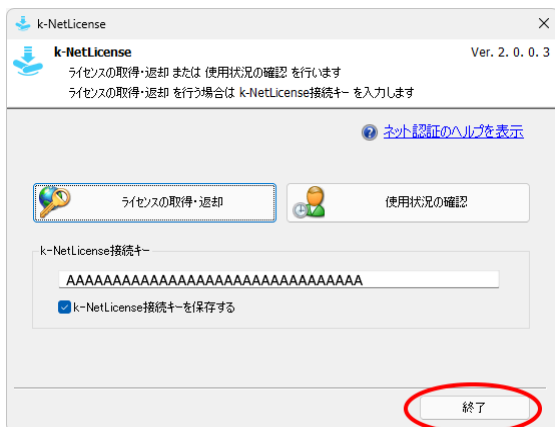 k-NetLicense
k-NetLicense
Ver. 2. 0. 0. 3
ライセンスの取得・返却 または 使用状況の確認 を行います
ライセンスの取得・返却 を行う場合は k-NetLicense接続キー を入力します
ネット認証のヘルプを表示
ライセンスの取得・返却
使用状況の確認
k-NetLicense接続キー
AAAAAAAAAAAAAAAAAAAAAAAAAAAAAAAA
k-NetLicense接続キーを保存する
終了